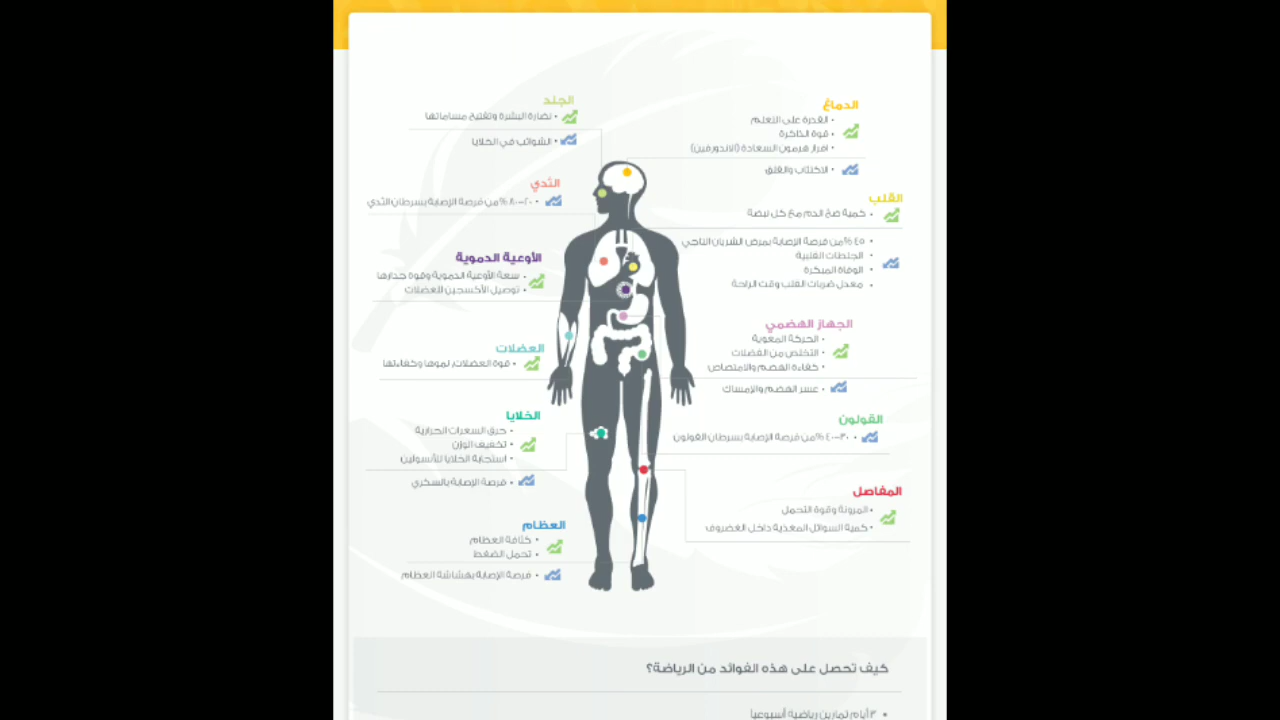 الدماغ
• القدرة على التعلم
• قوة الذاكرة
• افراز هرمون السعادة (الاندورفين)
• الاكتئاب والقلق
القلب
• كمية ضخ الدم مع كل نبضة
• ٤٥% من فرصة الإصابة بمرض الشريان التاجي
• الجلطات القلبية
• الوفاة المبكرة
• معدل ضربات القلب وقت الراحة
الجهاز الهضمي
• الحركة المعوية
• التخلص من الفضلات
• كفاءة الهضم والامتصاص
• عسر الهضم والإمساك
القولون
• ٣٠-٤٠% من فرصة الإصابة بسرطان القولون
المفاصل
• المرونة وقوة التحمل
• كمية السوائل المغذية داخل الغضروف
الجلد
• نضارة البشرة وتفتيح مساماتها
• الشوائب في الخلايا
الثدي
• ٢٠-٨٠% من فرصة الإصابة بسرطان الثدي
الأوعية الدموية
• سعة الأوعية الدموية وقوة جدارها
• توصيل الأكسجين للعضلات
العضلات
• قوة العضلات، نموها وكفاءتها
الخلايا
• حرق السعرات الحرارية
• تخفيف الوزن
• استجابة الخلايا للأنسولين
• فرصة الإصابة بالسكري
العظام
• كثافة العظام
• تحمل الضغط
• فرصة الإصابة بهشاشة العظام
كيف تحصل على هذه الفوائد من الرياضة؟
• ٣ أيام تمارين رياضية أسبوعيا